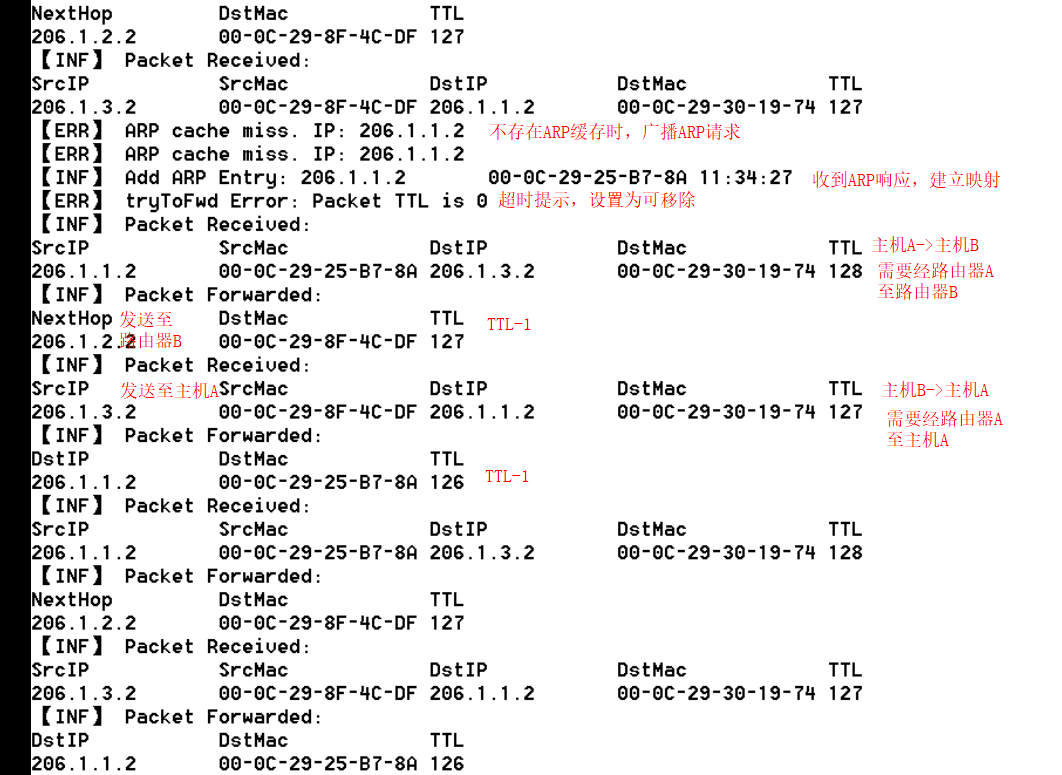 NextHop DstMac TTL
206.1.2.2 00-0C-29-8F-4C-DF 127
【INF】 Packet Received:
SrcIP SrcMac DstIP DstMac TTL
206.1.3.2 00-0C-29-8F-4C-DF 206.1.1.2 00-0C-29-30-19-74 127
【ERR】 ARP cache miss. IP: 206.1.1.2 不存在ARP缓存时，广播ARP请求
【ERR】 ARP cache miss. IP: 206.1.1.2
【INF】 Add ARP Entry: 206.1.1.2 00-0C-29-25-B7-8A 11:34:27 收到ARP响应，建立映射
【ERR】 tryToFwd Error: Packet TTL is 0 超时提示，设置为可移除
【INF】 Packet Received:
SrcIP SrcMac DstIP DstMac TTL 主机A->主机B
206.1.1.2 00-0C-29-25-B7-8A 206.1.3.2 00-0C-29-30-19-74 128 需要经路由器A
【INF】 Packet Forwarded: 至路由器B
NextHop 发送至 DstMac TTL TTL-1
206.1.2.2 路由器B 00-0C-29-8F-4C-DF 127
【INF】 Packet Received:
SrcIP 发送至主机A SrcMac DstIP DstMac TTL 主机B->主机A
206.1.3.2 00-0C-29-8F-4C-DF 206.1.1.2 00-0C-29-30-19-74 127 需要经路由器A
【INF】 Packet Forwarded: 至主机A
DstIP DstMac TTL
206.1.1.2 00-0C-29-25-B7-8A 126 TTL-1
【INF】 Packet Received:
SrcIP SrcMac DstIP DstMac TTL
206.1.1.2 00-0C-29-25-B7-8A 206.1.3.2 00-0C-29-30-19-74 128
【INF】 Packet Forwarded:
NextHop DstMac TTL
206.1.2.2 00-0C-29-8F-4C-DF 127
【INF】 Packet Received:
SrcIP SrcMac DstIP DstMac TTL
206.1.3.2 00-0C-29-8F-4C-DF 206.1.1.2 00-0C-29-30-19-74 127
【INF】 Packet Forwarded:
DstIP DstMac TTL
206.1.1.2 00-0C-29-25-B7-8A 126